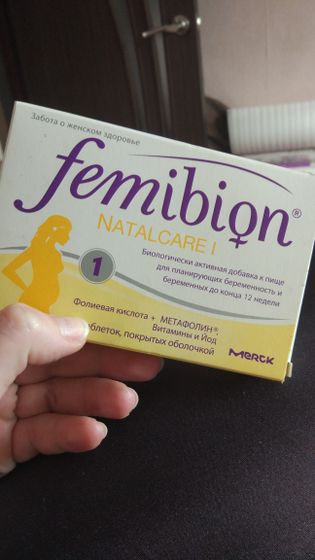 Забота о женском здоровье
femibion®
NATALCARE I
1
Биологически активная добавка к пище
для планирующих беременность и
беременных до конца 12 недели
Фолиевая кислота + МЕТАФОЛИН®
Витамины и Йод
таблеток, покрытых оболочкой
Merck